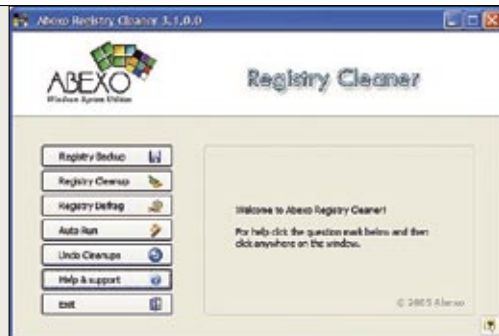 Abexo Registry Cleaner 3.1.0.0
ABEXO
Windows System Utilities
Registry Cleaner
Registry Backup
Registry Cleanup
Registry Defrag
Auto Run
Undo Cleanups
Help & support
Exit
Welcome to Abexo Registry Cleaner!
For help click the question mark below and then
click anywhere on the window.
© 2005 Abexo